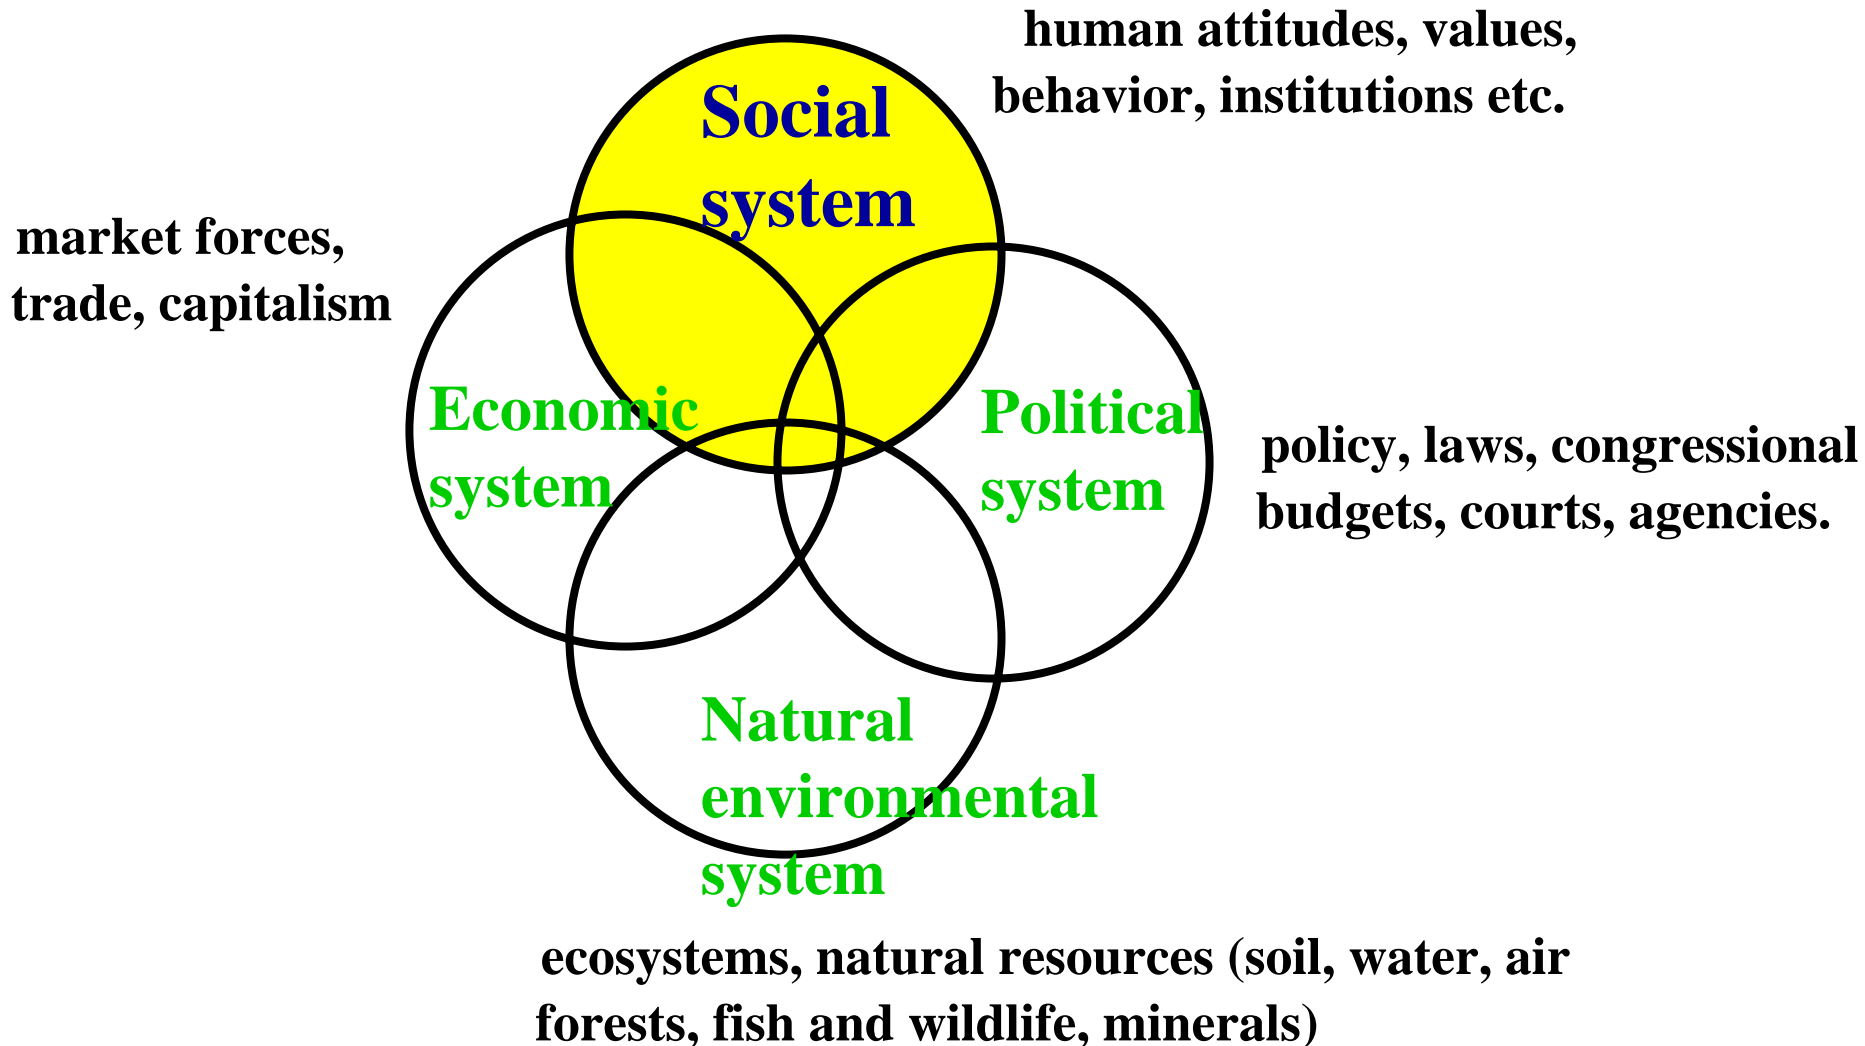 human attitudes, values,
behavior, institutions etc.
Social
system
market forces,
trade, capitalism
Economic
system
Political
system
policy, laws, congressional
budgets, courts, agencies.
Natural
environmental
system
ecosystems, natural resources (soil, water, air
forests, fish and wildlife, minerals)